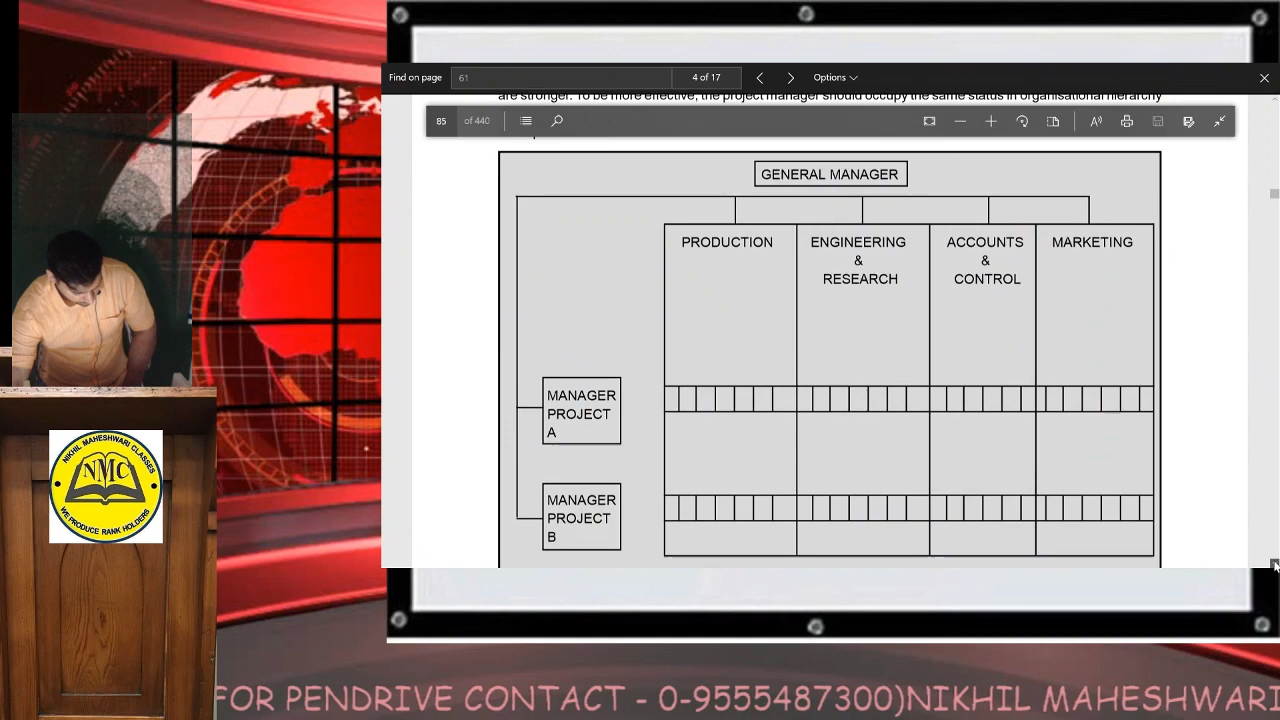 Find on page
61
4 of 17
Options
are stronger. To be more effective, the project manager should occupy the same status in organisational hierarchy
85 of 440
GENERAL MANAGER
PRODUCTION
ENGINEERING
&
RESEARCH
ACCOUNTS
&
CONTROL
MARKETING
MANAGER
PROJECT
A
MANAGER
PROJECT
B
NIKHIL MAHESHWARI CLASSES
NMC
WE PRODUCE RANK HOLDERS
FOR PENDRIVE CONTACT - 0-9555487300)NIKHIL MAHESHWARI